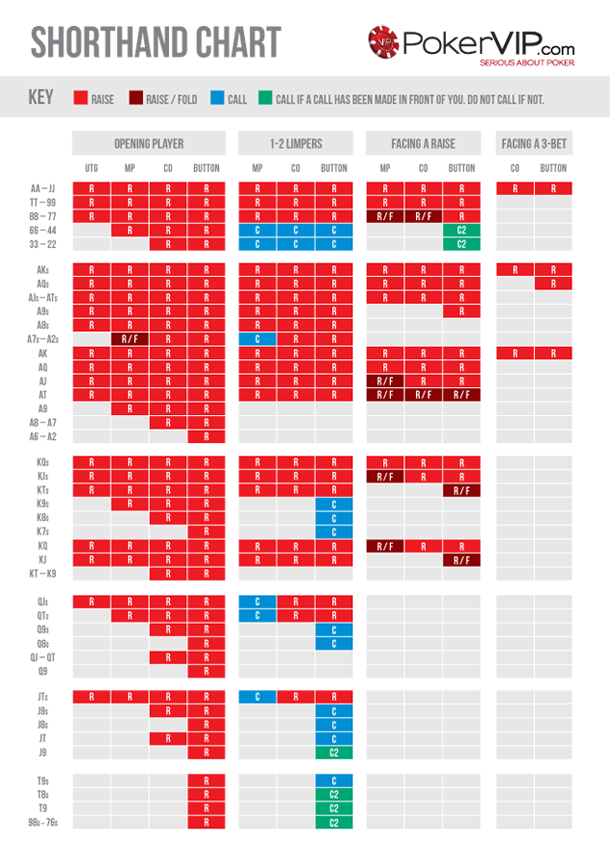 SHORTHAND CHART
VIP PokerVIP.com
SERIOUS ABOUT POKER
KEY RAISE RAISE / FOLD CALL CALL IF A CALL HAS BEEN MADE IN FRONT OF YOU. DO NOT CALL IF NOT.
OPENING PLAYER 1-2 LIMPERS FACING A RAISE FACING A 3-BET
UTG MP CO BUTTON MP CO BUTTON MP CO BUTTON CO BUTTON
AA – JJ R R R R R R R R R R R R
TT – 99 R R R R R R R R R R
88 – 77 R R R R R R R R/F R/F R
66 – 44 R R R C C C C2
33 – 22 R R C C C C2
AKs R R R R R R R R R R R R
AQs R R R R R R R R R R R
AJs – ATs R R R R R R R R R R
A9s R R R R R R R R
A8s R R R R R R R
A7s – A2s R/F R R C R R
AK R R R R R R R R R R R R
AQ R R R R R R R R R R
AJ R R R R R R R R/F R R
AT R R R R R R R R/F R/F R/F
A9 R R R
A8 – A7 R R
A6 – A2 R
KQs R R R R R R R R R R
KJs R R R R R R R R/F R R
KTs R R R R R R R R/F
K9s R R R C
K8s R R C
K7s R C
KQ R R R R R R R R/F R R
KJ R R R R R R R R/F
KT – K9 R R
QJs R R R R C R R
QTs R R R C R R
Q9s R R C
Q8s R C
QJ – QT R R
Q9 R
JTs R R R R C R R
J9s R R C
J8s R C
JT R R C
J9 R C2
T9s R C
T8s R C2
T9 R C2
98s - 76s R C2